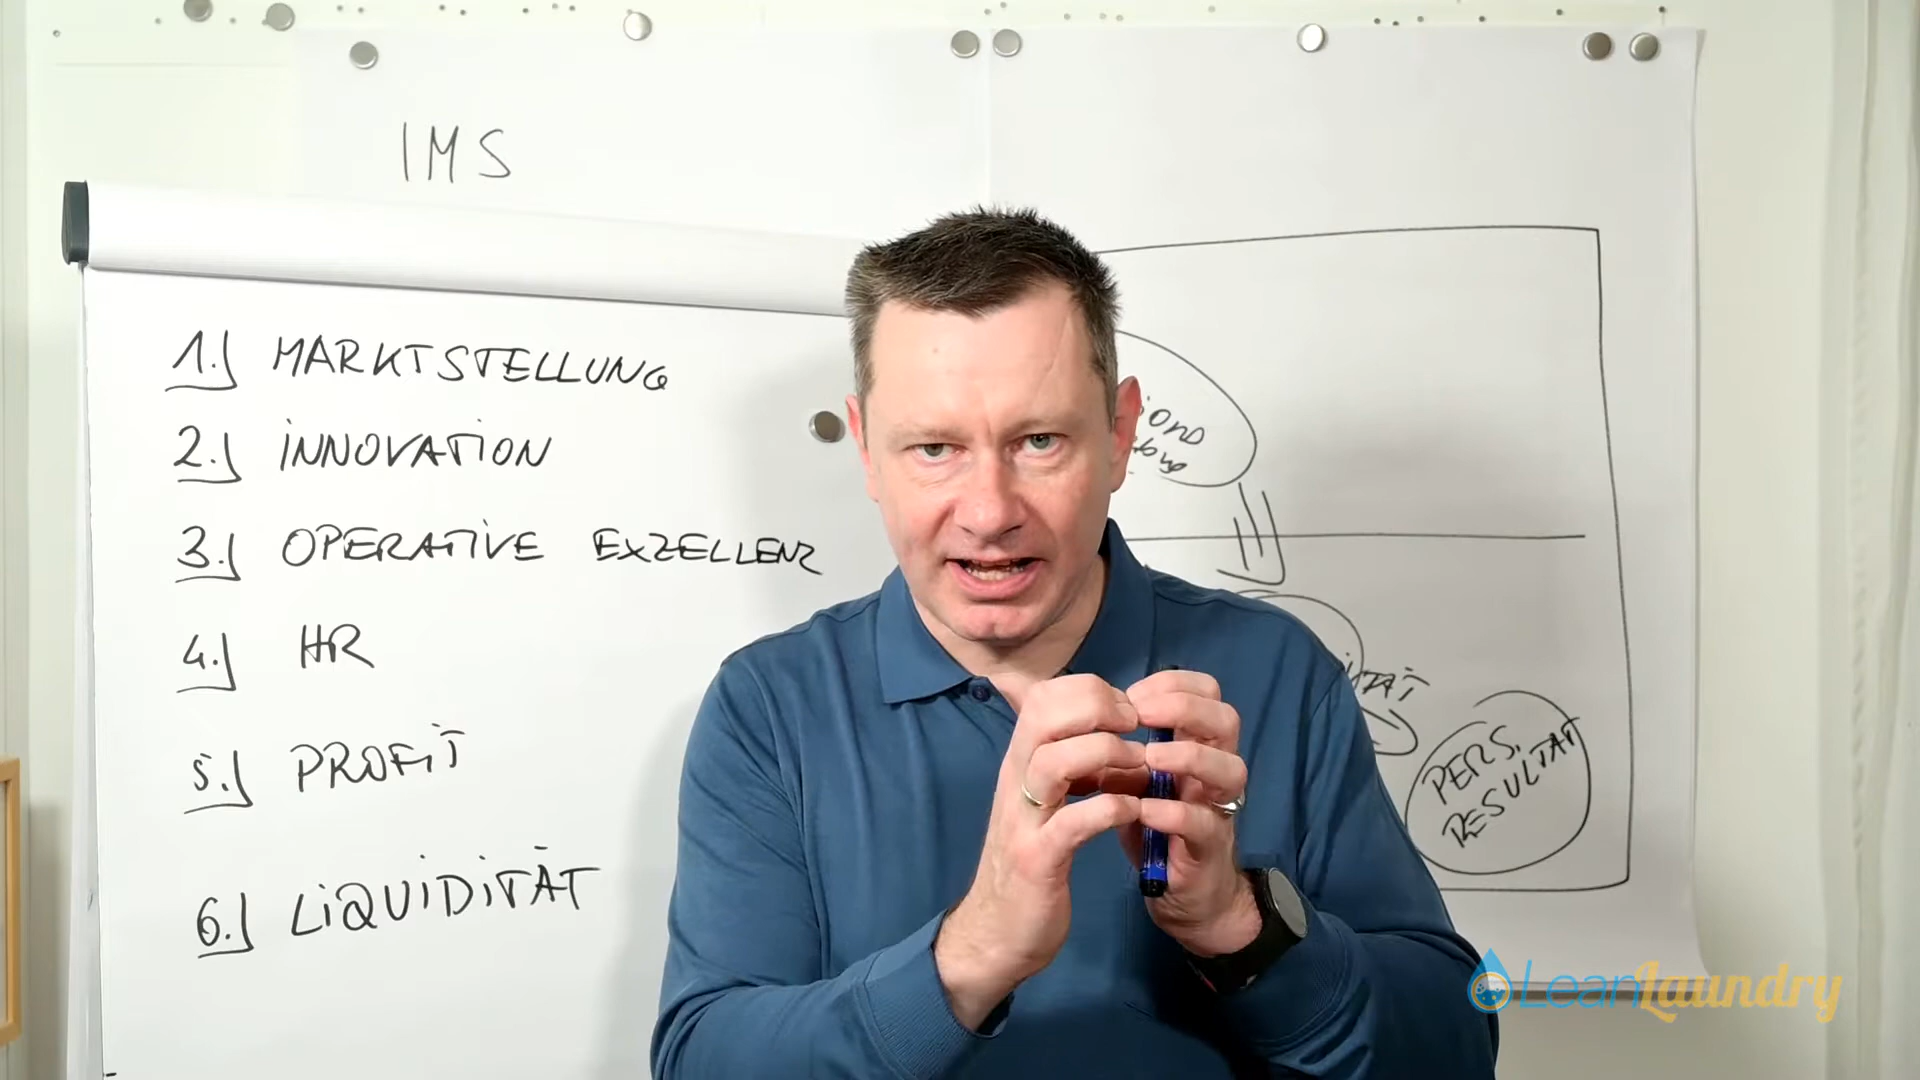 IMS
1.) MARKTSTELLUNG
2.) INNOVATION
3.) OPERATIVE EXZELLENZ
4.) HR
5.) PROFIT
6.) LIQUIDITÄT
PERS.
RESULTAT
LeanLaundry